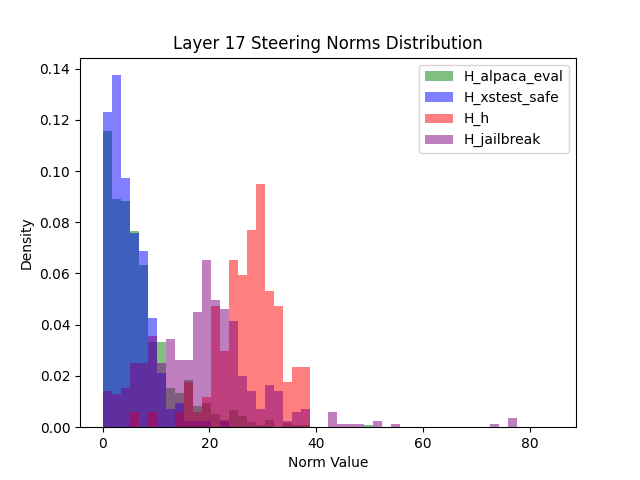 Layer 17 Steering Norms Distribution
H_alpaca_eval
H_xstest_safe
H_h
H_jailbreak
0.14
0.12
0.10
0.08
0.06
0.04
0.02
0.00
Density
0
20
40
60
80
Norm Value